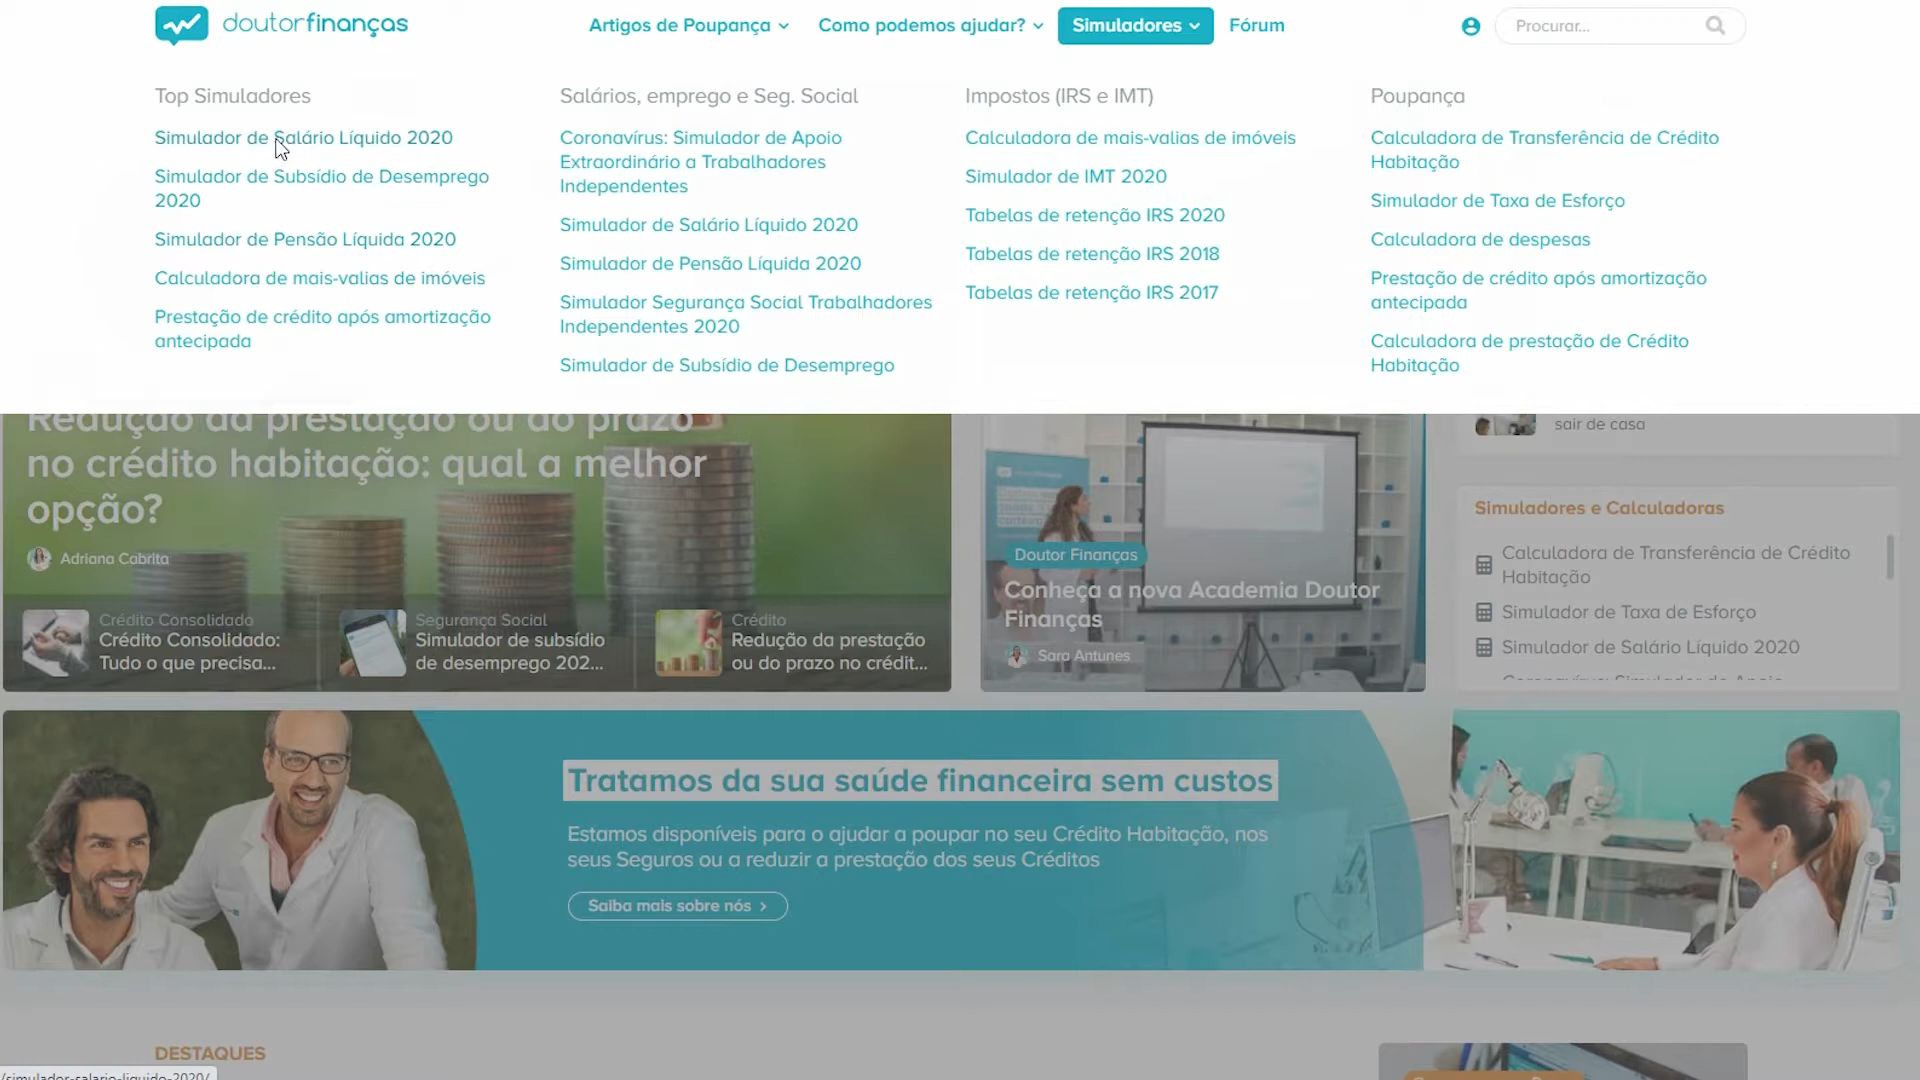 doutorfinanças
Artigos de Poupança
Como podemos ajudar?
Simuladores
Fórum
Procurar...
Top Simuladores
Simulador de Salário Líquido 2020
Simulador de Subsídio de Desemprego
2020
Simulador de Pensão Líquida 2020
Calculadora de mais-valias de imóveis
Prestação de crédito após amortização
antecipada
Salários, emprego e Seg. Social
Coronavírus: Simulador de Apoio
Extraordinário a Trabalhadores
Independentes
Simulador de Salário Líquido 2020
Simulador de Pensão Líquida 2020
Simulador Segurança Social Trabalhadores
Independentes 2020
Simulador de Subsídio de Desemprego
Impostos (IRS e IMT)
Calculadora de mais-valias de imóveis
Simulador de IMT 2020
Tabelas de retenção IRS 2020
Tabelas de retenção IRS 2018
Tabelas de retenção IRS 2017
Poupança
Calculadora de Transferência de Crédito
Habitação
Simulador de Taxa de Esforço
Calculadora de despesas
Prestação de crédito após amortização
antecipada
Calculadora de prestação de Crédito
Habitação
Redução da prestação ou do prazo
no crédito habitação: qual a melhor
opção?
Adriana Cabrita
Crédito Consolidado
Crédito Consolidado:
Tudo o que precisa...
Segurança Social
Simulador de subsídio
de desemprego 202...
Crédito
Redução da prestação
ou do prazo no crédit...
Doutor Finanças
Conheça a nova Academia Doutor
Finanças
Sara Antunes
sair de casa
Simuladores e Calculadoras
Calculadora de Transferência de Crédito
Habitação
Simulador de Taxa de Esforço
Simulador de Salário Líquido 2020
Coronavírus: Simulador de Apoio
Tratamos da sua saúde financeira sem custos
Estamos disponíveis para o ajudar a poupar no seu Crédito Habitação, nos
seus Seguros ou a reduzir a prestação dos seus Créditos
Saiba mais sobre nós
DESTAQUES
/simulador-salario-liquido-2020/